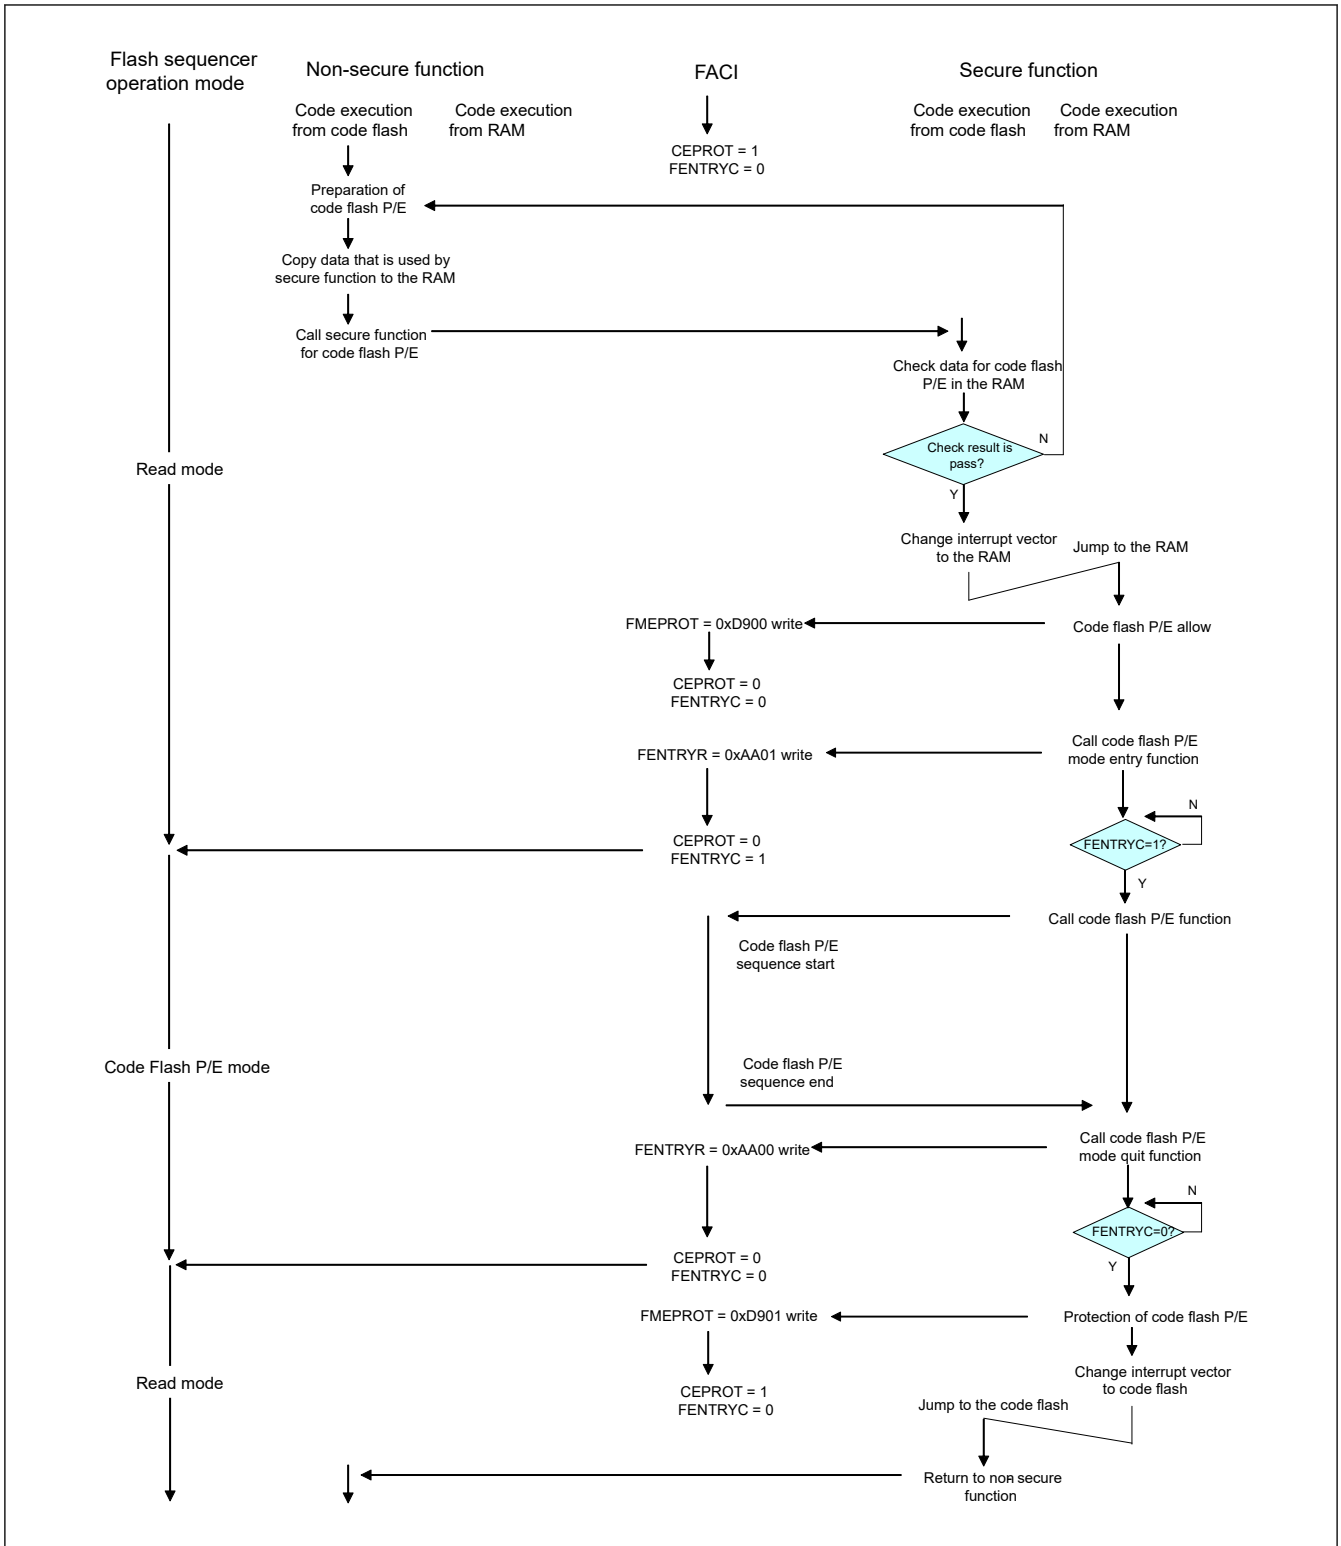 Flash sequencer
operation mode
Non-secure function
FACI
Secure function
Code execution
from code flash
Code execution
from RAM
Code execution
from code flash
Code execution
from RAM
CEPROT = 1
FENTRYC = 0
Preparation of
code flash P/E
Copy data that is used by
secure function to the RAM
Call secure function
for code flash P/E
Check data for code flash
P/E in the RAM
Check result is
pass?
N
Y
Read mode
Change interrupt vector
to the RAM
Jump to the RAM
FMEPROT = 0xD900 write
Code flash P/E allow
CEPROT = 0
FENTRYC = 0
Call code flash P/E
mode entry function
FENTRYR = 0xAA01 write
N
CEPROT = 0
FENTRYC = 1
FENTRYC=1?
Y
Call code flash P/E function
Code flash P/E
sequence start
Code Flash P/E mode
Code flash P/E
sequence end
FENTRYR = 0xAA00 write
Call code flash P/E
mode quit function
N
FENTRYC=0?
CEPROT = 0
FENTRYC = 0
Y
FMEPROT = 0xD901 write
Protection of code flash P/E
Read mode
Change interrupt vector
to code flash
CEPROT = 1
FENTRYC = 0
Jump to the code flash
Return to non secure
function